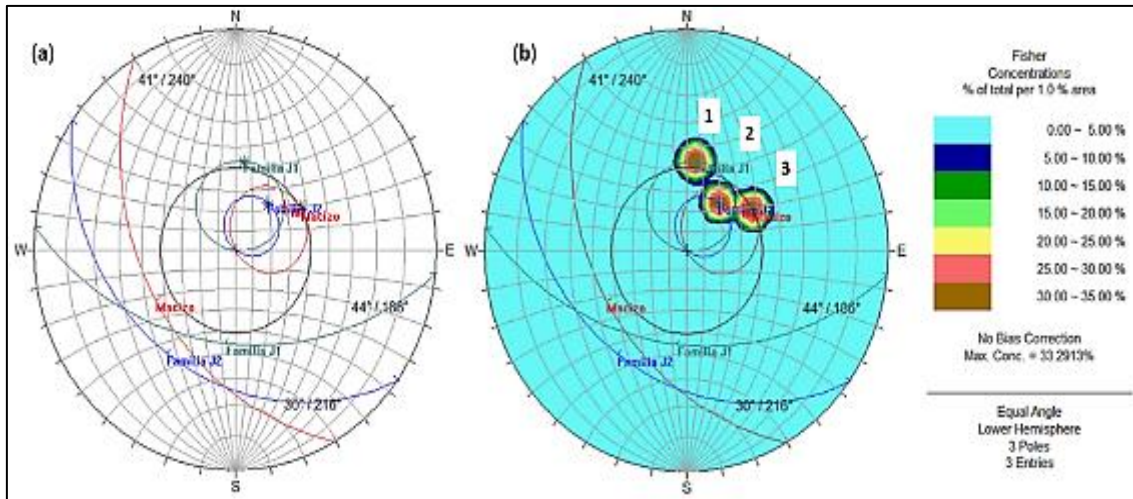 (a)
N
41° / 240°
Familia J1
Familia J2
Macizo
W
E
Macizo
44° / 186°
Familia J1
Familia J2
30° / 216°
S
(b)
N
41° / 240°
1
2
Familia J1
3
Macizo
W
E
Macizo
44° / 186°
Familia J1
Familia J2
30° / 216°
S
Fisher
Concentrations
% of total per 1.0 % area
0.00 ~ 5.00 %
5.00 ~ 10.00 %
10.00 ~ 15.00 %
15.00 ~ 20.00 %
20.00 ~ 25.00 %
25.00 ~ 30.00 %
30.00 ~ 35.00 %
No Bias Correction
Max. Conc. = 33.2913%
Equal Angle
Lower Hemisphere
3 Poles
3 Entries